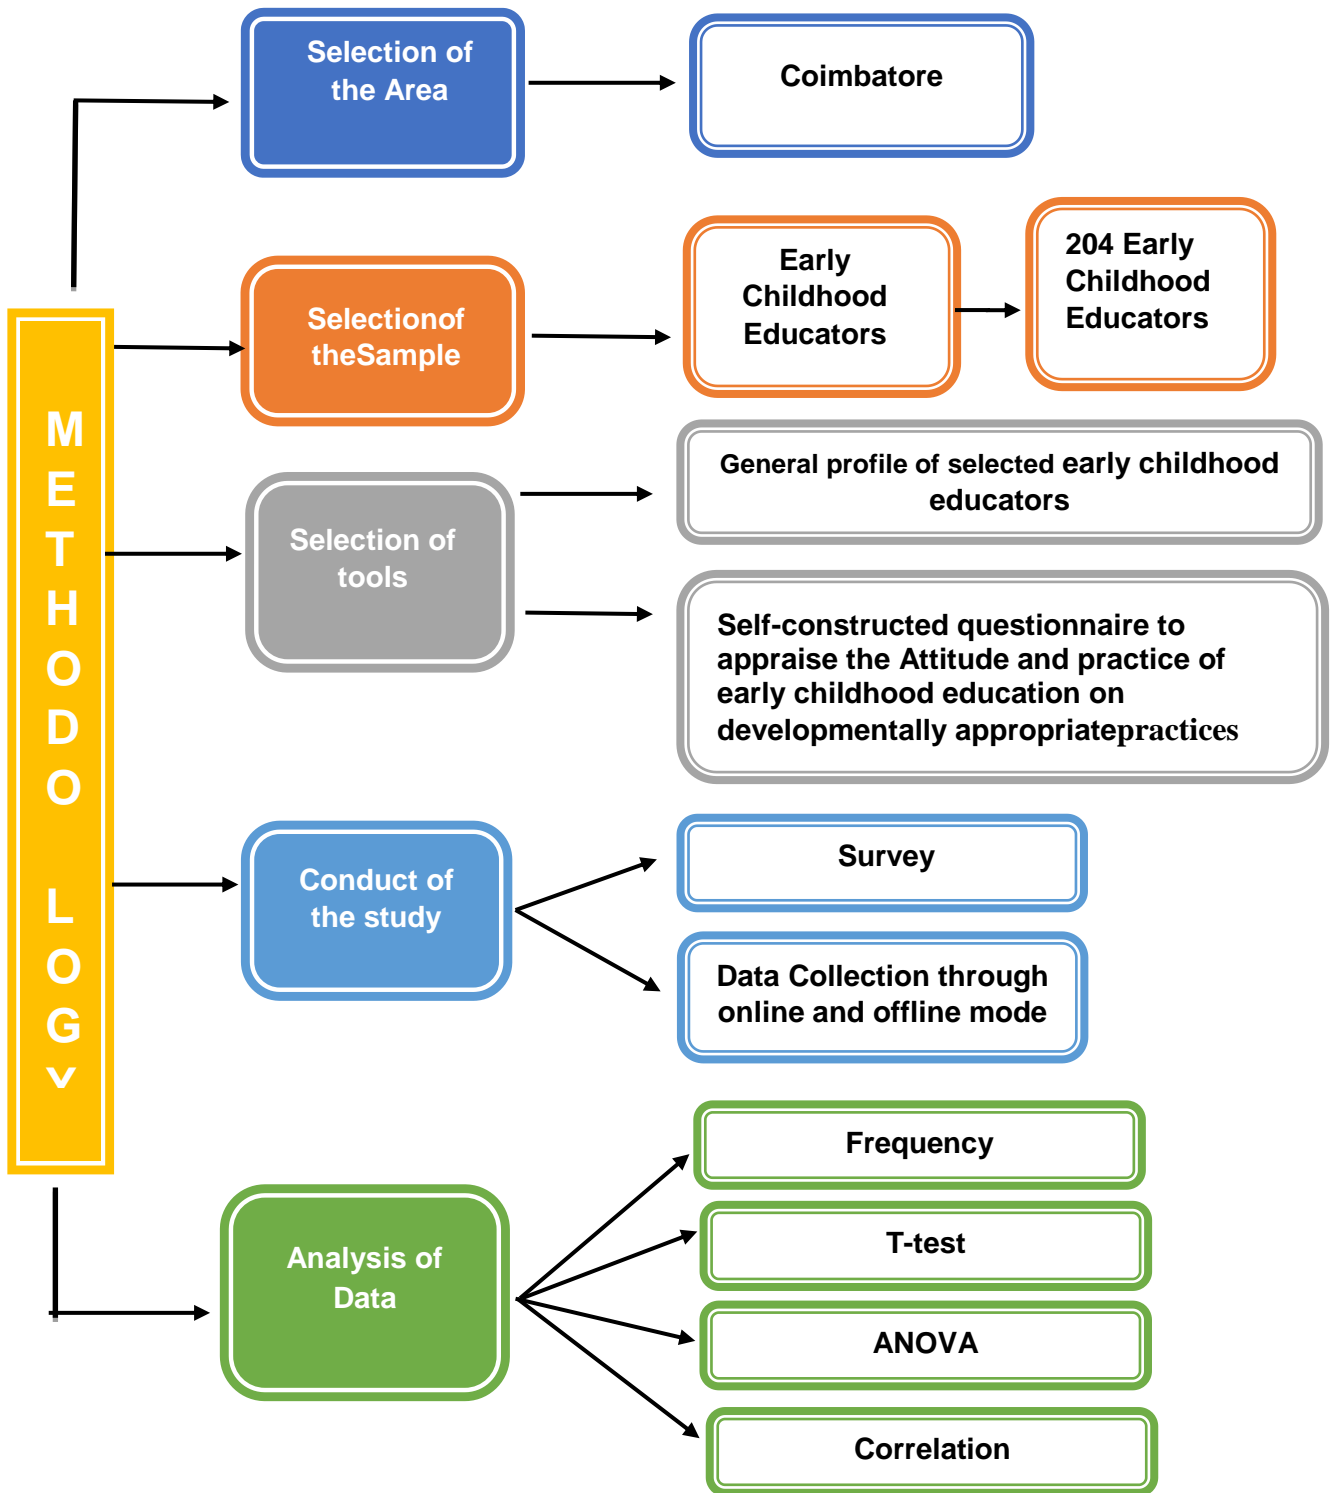 METHODO LOGY
Selection of
the Area
Coimbatore
Selectionof
theSample
Early
Childhood
Educators
204 Early
Childhood
Educators
Selection of
tools
General profile of selected early childhood
educators
Self-constructed questionnaire to
appraise the Attitude and practice of
early childhood education on
developmentally appropriatepractices
Conduct of
the study
Survey
Data Collection through
online and offline mode
Analysis of
Data
Frequency
T-test
ANOVA
Correlation